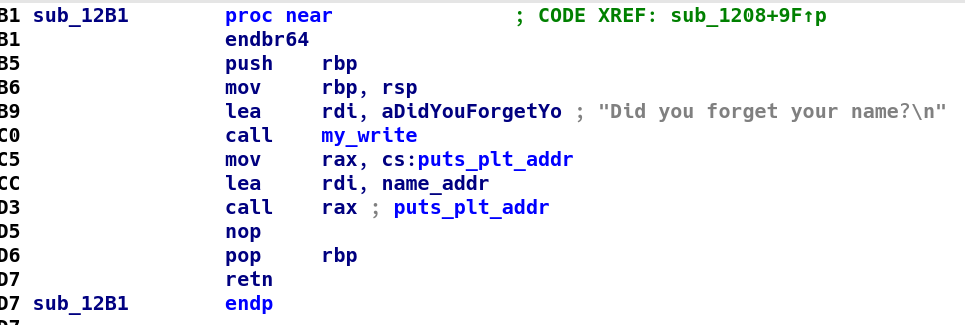 B1 sub_12B1 proc near ; CODE XREF: sub_1208+9F↑p
B1 endbr64
B5 push rbp
B6 mov rbp, rsp
B9 lea rdi, aDidYouForgetYo ; "Did you forget your name?\n"
C0 call my_write
C5 mov rax, cs:puts_plt_addr
CC lea rdi, name_addr
D3 call rax ; puts_plt_addr
D5 nop
D6 pop rbp
D7 retn
D7 sub_12B1 endp